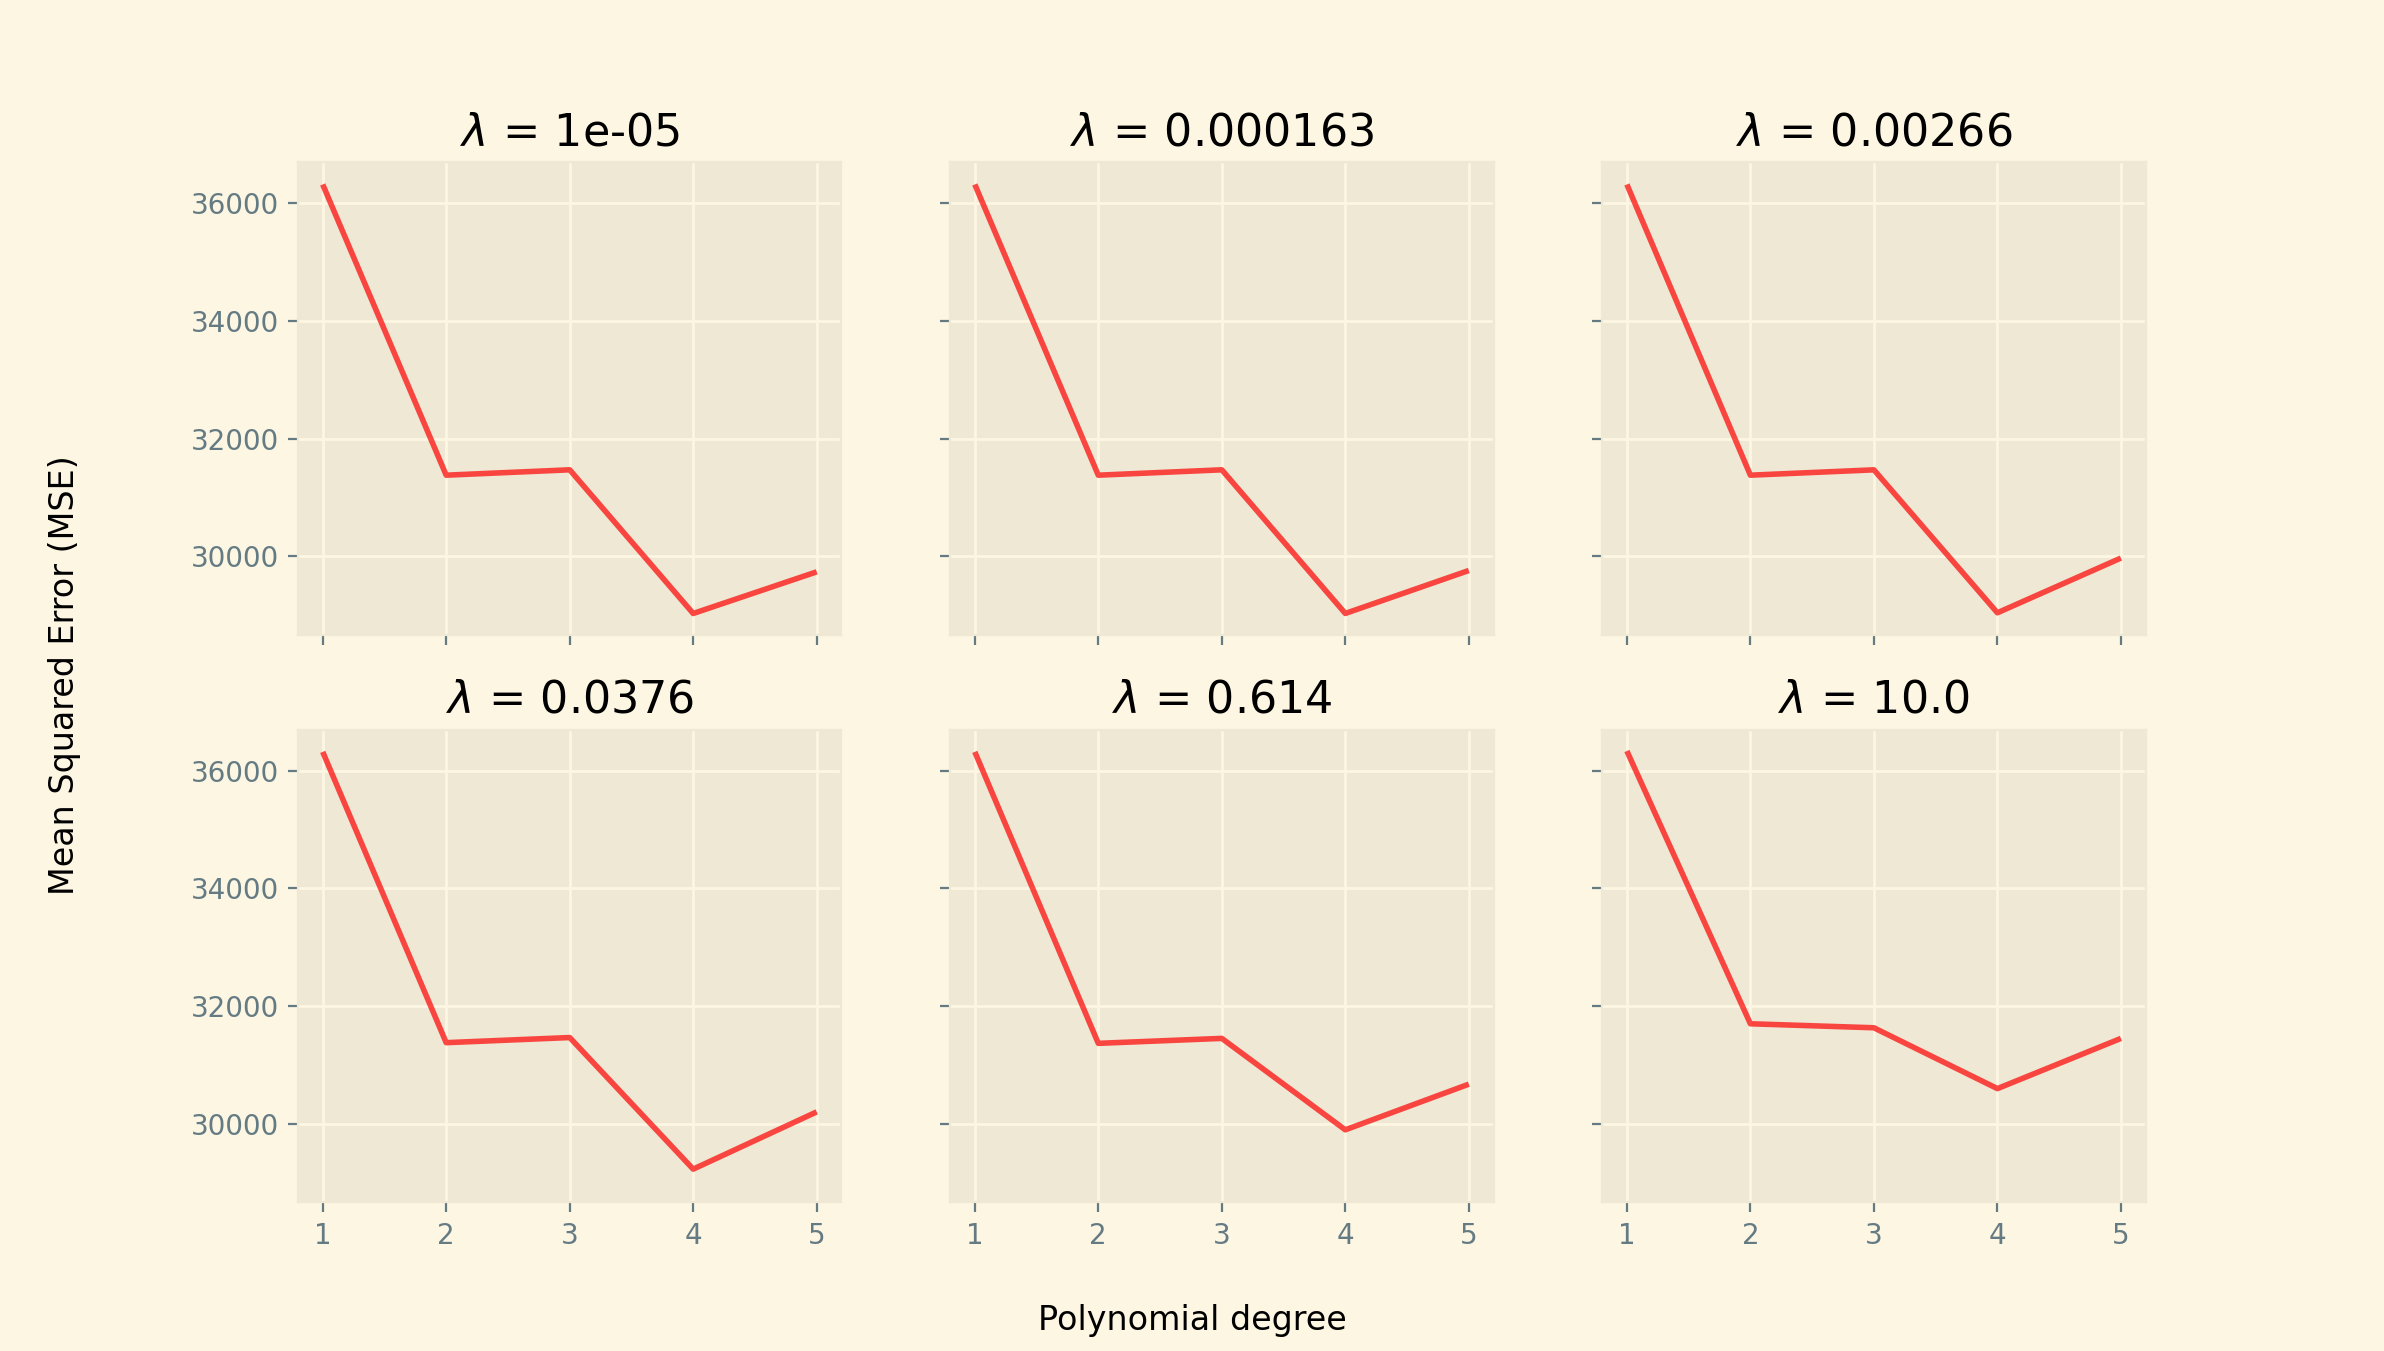 λ = 1e-05
λ = 0.000163
λ = 0.00266
36000
34000
32000
30000
Mean Squared Error (MSE)
λ = 0.0376
λ = 0.614
λ = 10.0
36000
34000
32000
30000
1 2 3 4 5
1 2 3 4 5
1 2 3 4 5
Polynomial degree